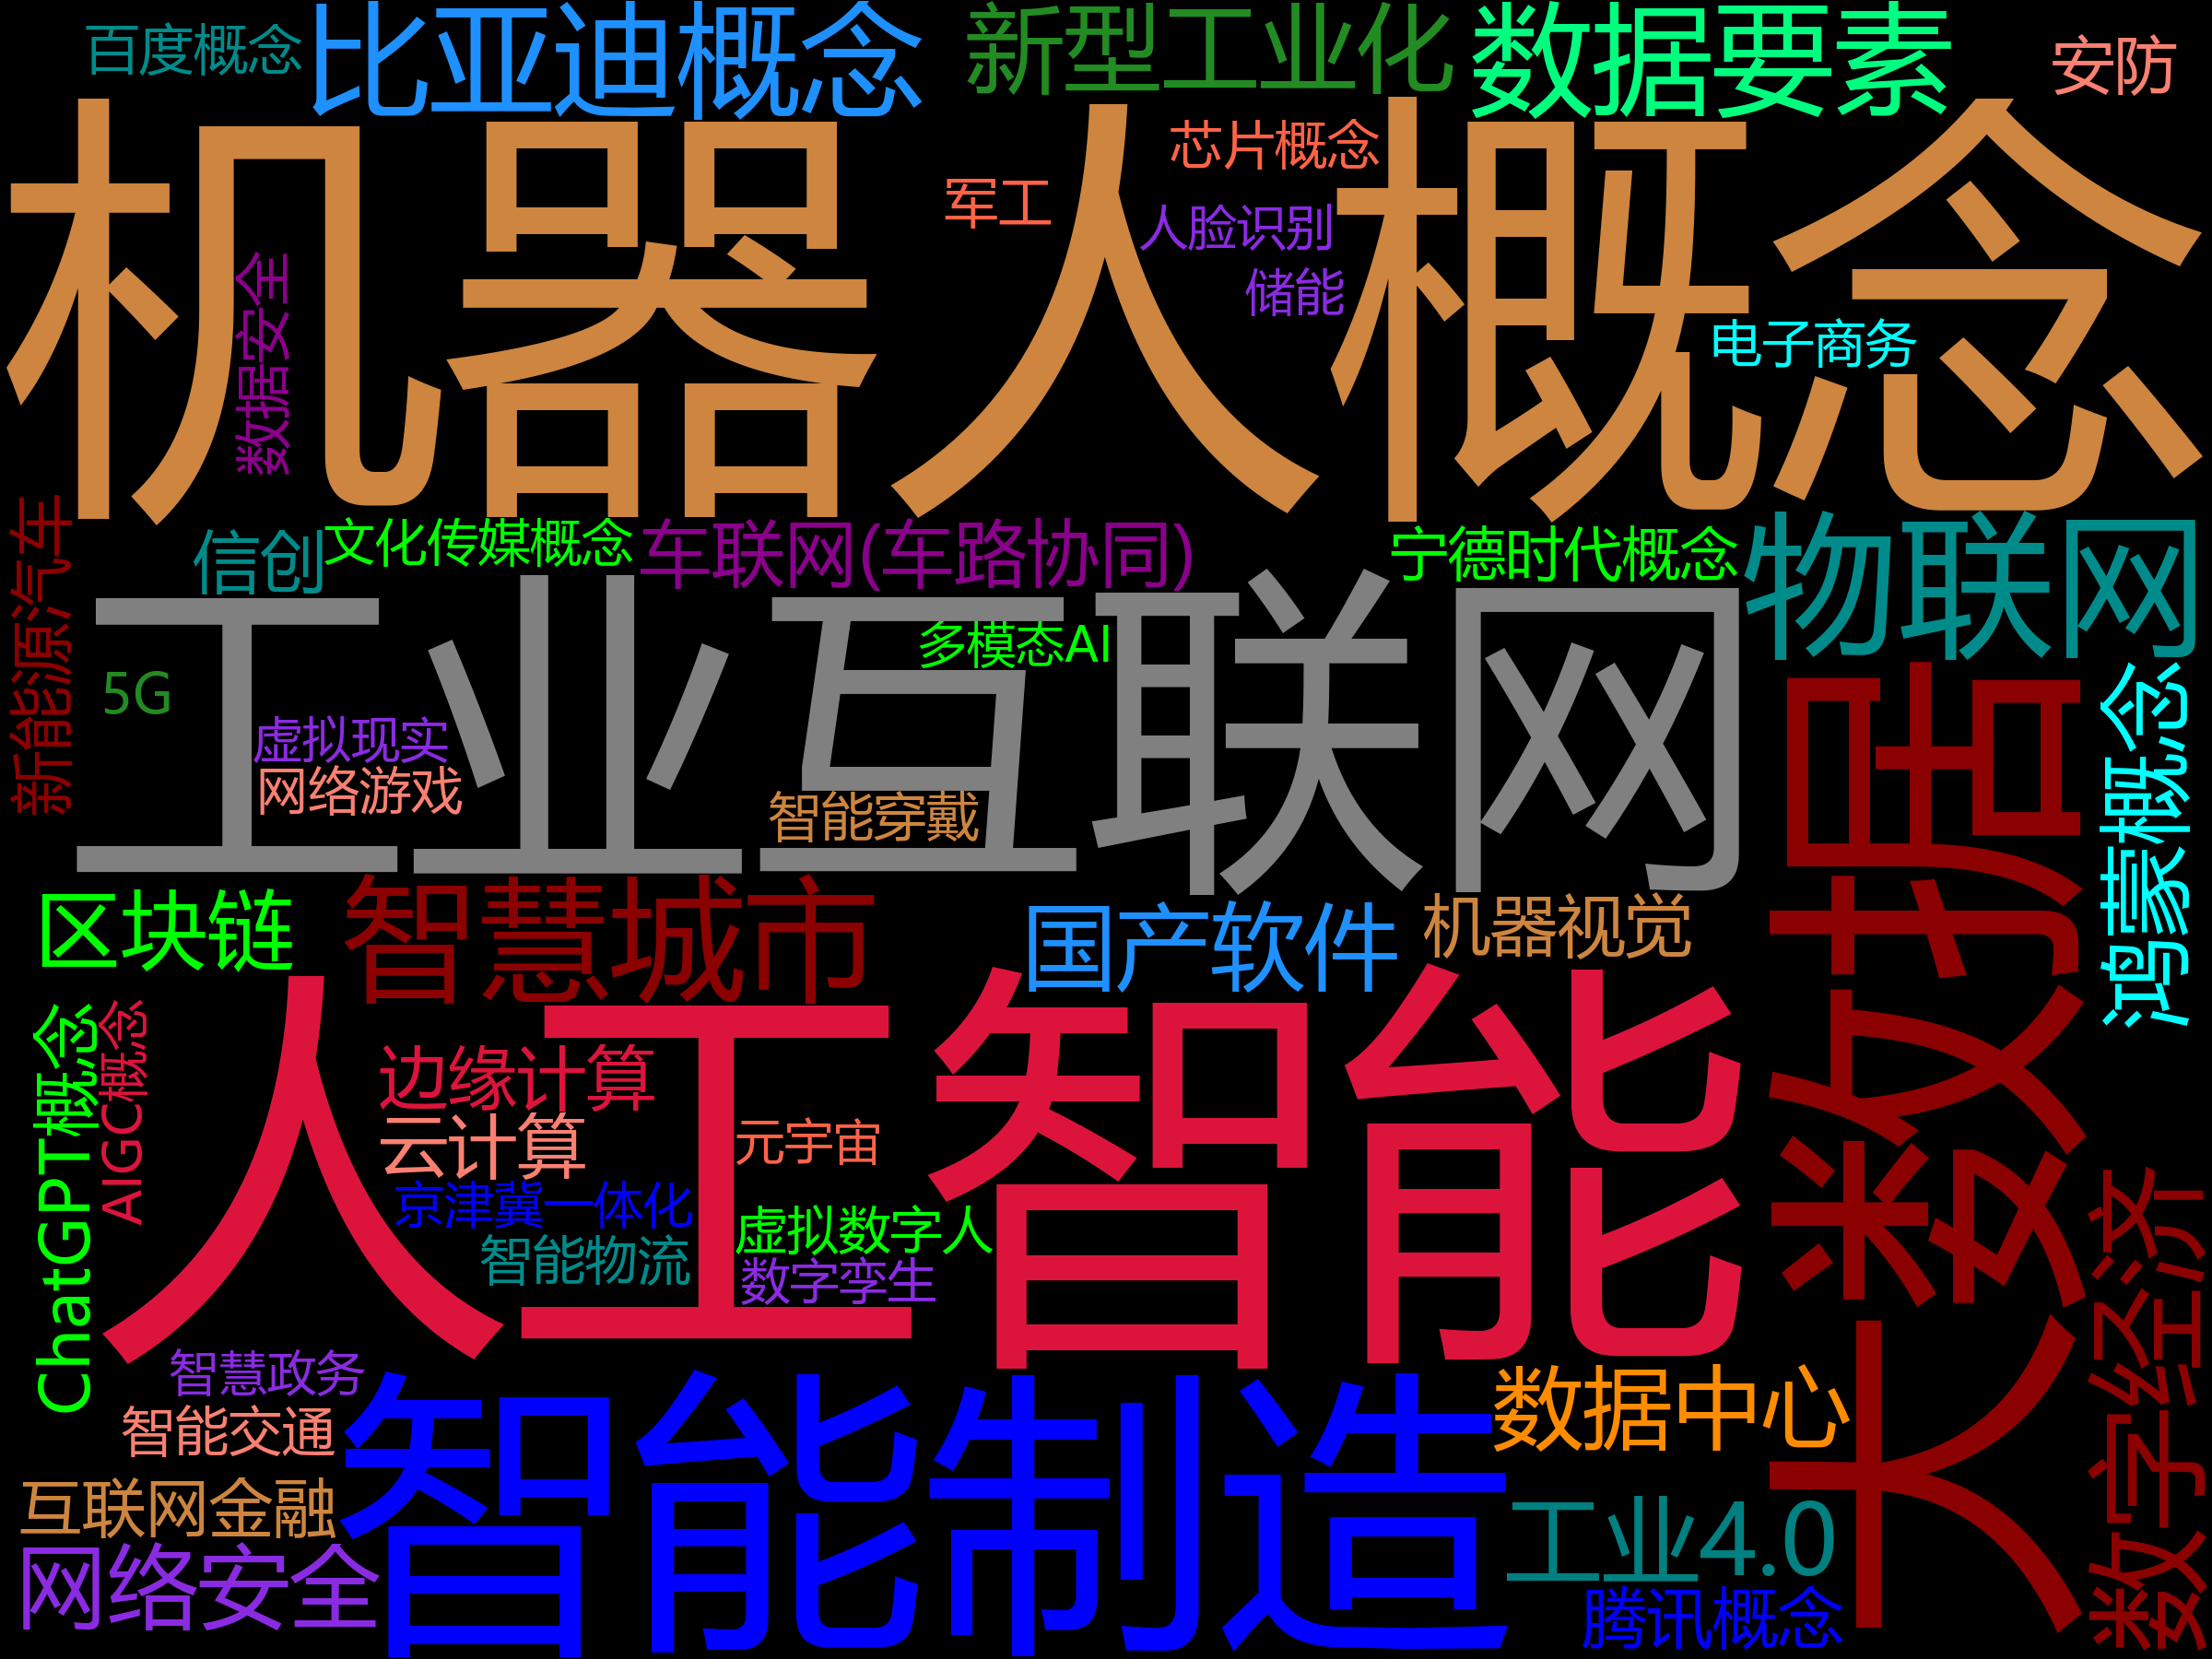 百度概念
比亚迪概念
新型工业化
数据要素
安防
机器人概念
芯片概念
军工
人脸识别
储能
电子商务
数据安全
新能源汽车
信创
文化传媒概念
车联网(车路协同)
宁德时代概念
物联网
工业互联网
多模态AI
5G
虚拟现实
网络游戏
智能穿戴
大数据
鸿蒙概念
区块链
智慧城市
国产软件
机器视觉
人工智能
ChatGPT概念
AIGC概念
边缘计算
云计算
元宇宙
京津冀一体化
智能物流
虚拟数字人
数字孪生
数字经济
智慧政务
智能交通
智能制造
数据中心
互联网金融
网络安全
工业4.0
腾讯概念